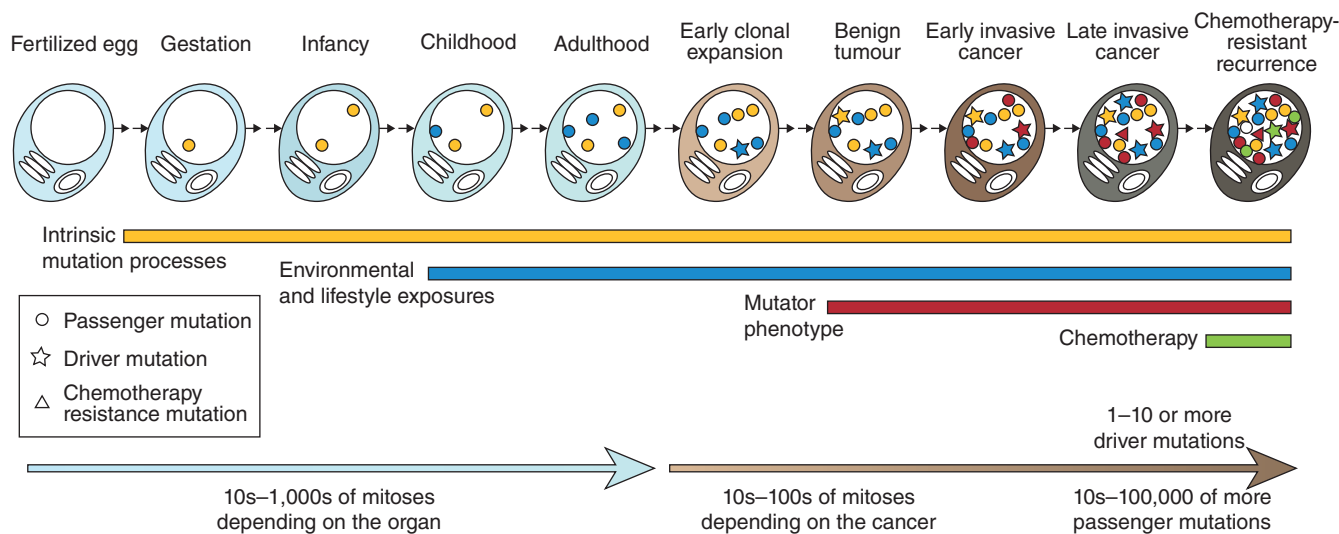 Fertilized egg
Gestation
Infancy
Childhood
Adulthood
Early clonal
expansion
Benign
tumour
Early invasive
cancer
Late invasive
cancer
Chemotherapy-
resistant
recurrence
Intrinsic
mutation processes
Environmental
and lifestyle exposures
Mutator
phenotype
Chemotherapy
Passenger mutation
Driver mutation
Chemotherapy
resistance mutation
1–10 or more
driver mutations
10s–1,000s of mitoses
depending on the organ
10s–100s of mitoses
depending on the cancer
10s–100,000 of more
passenger mutations